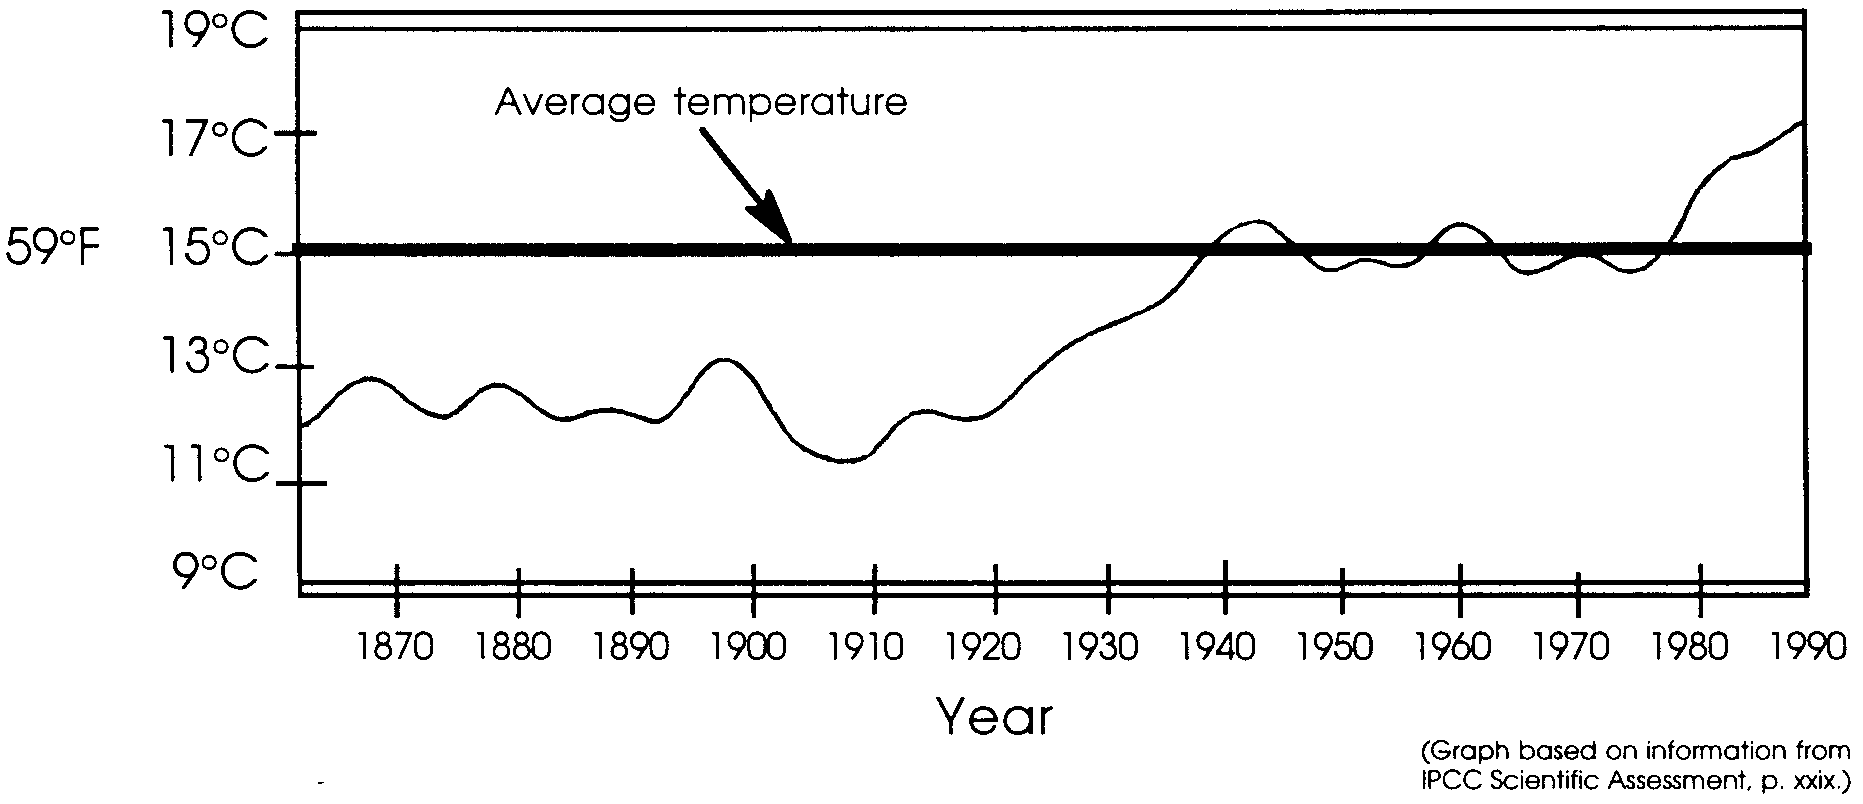 19°C
Average temperature
17°C
59°F 15°C
13°C
11°C
9°C
1870 1880 1890 1900 1910 1920 1930 1940 1950 1960 1970 1980 1990
Year
(Graph based on information from
IPCC Scientific Assessment, p. xxix.)